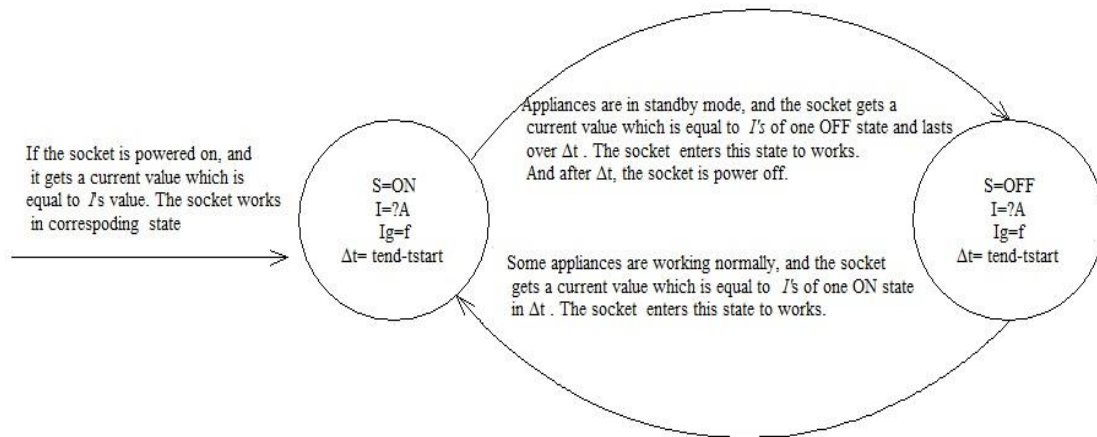 If the socket is powered on, and
it gets a current value which is
equal to I's value. The socket works
in correspoding state
S=ON
I=?A
Ig=f
Δt= tend-tstart
Appliances are in standby mode, and the socket gets a
current value which is equal to I's of one OFF state and lasts
over Δt . The socket enters this state to works.
And after Δt, the socket is power off.
Some appliances are working normally, and the socket
gets a current value which is equal to I's of one ON state
in Δt . The socket enters this state to works.
S=OFF
I=?A
Ig=f
Δt= tend-tstart